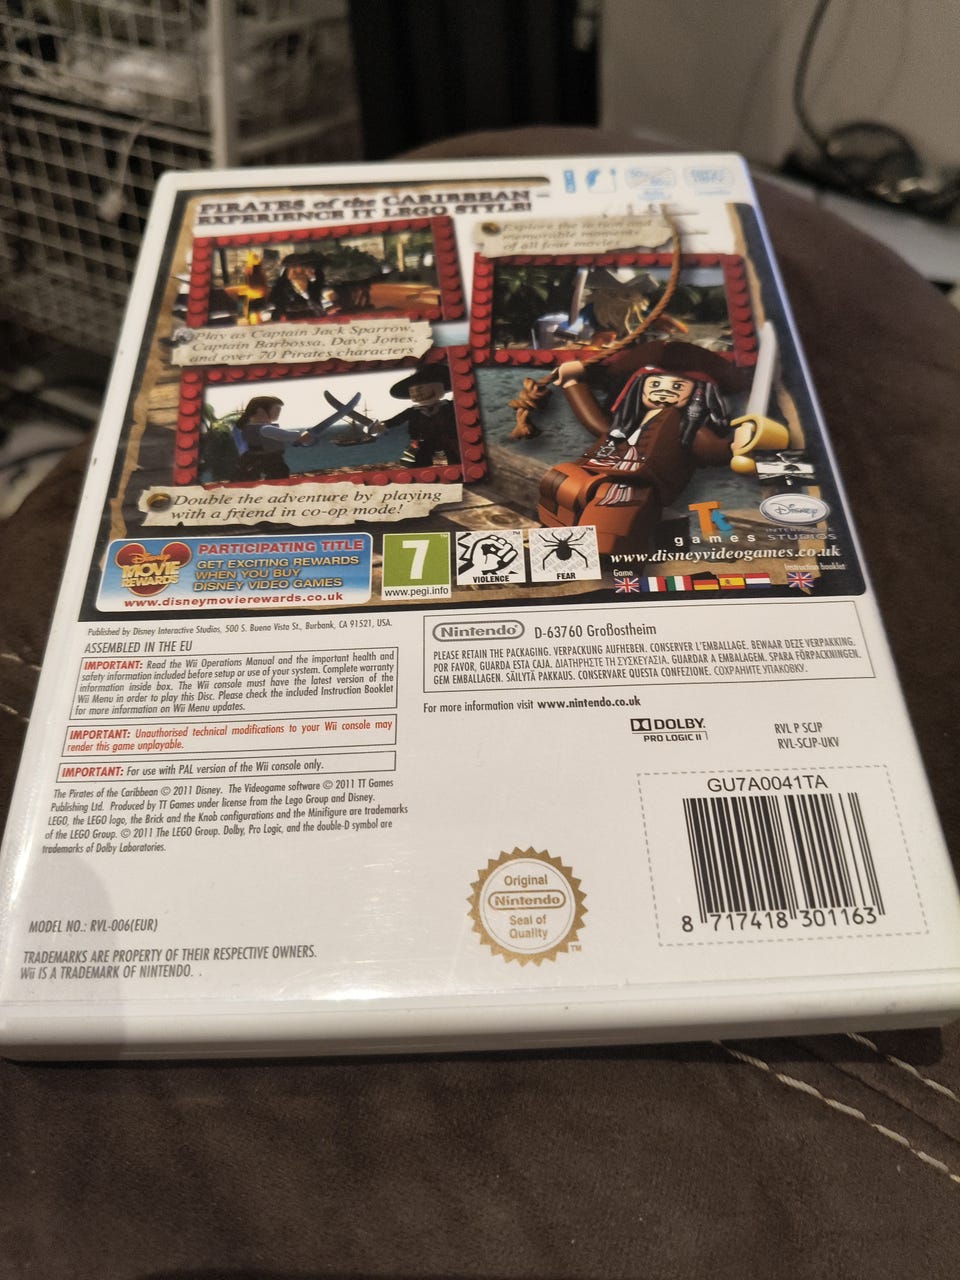 PIRATES of the CARIBBEAN -
EXPERIENCE IT LEGO STYLE!
Explore the action and
memorable moments
of all four movies
Play as Captain Jack Sparrow,
Captain Barbossa, Davy Jones,
and over 70 Pirates characters
Double the adventure by playing
with a friend in co-op mode!
Disney
MOVIE
REWARDS
PARTICIPATING TITLE
GET EXCITING REWARDS
WHEN YOU BUY
DISNEY VIDEO GAMES
www.disneymovierewards.co.uk
7
www.pegi.info
VIOLENCE
FEAR
Tt
games
Disney
INTERACTIVE
STUDIOS
www.disneyvideogames.co.uk
Game
Instruction booklet
Published by Disney Interactive Studios, 500 S. Buena Vista St., Burbank, CA 91521, USA.
ASSEMBLED IN THE EU
IMPORTANT: Read the Wii Operations Manual and the important health and
safety information included before setup or use of your system. Complete warranty
information inside box. The Wii console must have the latest version of the
Wii Menu in order to play this Disc. Please check the included Instruction Booklet
for more information on Wii Menu updates.
IMPORTANT: Unauthorised technical modifications to your Wii console may
render this game unplayable.
IMPORTANT: For use with PAL version of the Wii console only.
The Pirates of the Caribbean © 2011 Disney. The Videogame software © 2011 TT Games
Publishing Ltd. Produced by TT Games under license from the Lego Group and Disney.
LEGO, the LEGO logo, the Brick and the Knob configurations and the Minifigure are trademarks
of the LEGO Group. © 2011 The LEGO Group. Dolby, Pro Logic, and the double-D symbol are
trademarks of Dolby Laboratories.
Nintendo D-63760 Großostheim
PLEASE RETAIN THE PACKAGING. VERPACKUNG AUFHEBEN. CONSERVER L'EMBALLAGE. BEWAAR DEZE VERPAKKING.
POR FAVOR, GUARDA ESTA CAJA. ΔΙΑΤΗΡΗΣΤΕ ΤΗ ΣΥΣΚΕΥΑΣΙΑ. GUARDAR A EMBALAGEM. SPARA FÖRPACKNINGEN.
GEM EMBALLAGEN. SÄILYTÄ PAKKAUS. CONSERVARE QUESTA CONFEZIONE. СОХРАНИТЕ УПАКОВКУ.
For more information visit www.nintendo.co.uk
DOLBY
PRO LOGIC II
RVL P SCJP
RVL-SCJP-UKV
GU7A0041TA
8 717418 301163
Original
Nintendo
Seal of
Quality
TM
MODEL NO.: RVL-006(EUR)
TRADEMARKS ARE PROPERTY OF THEIR RESPECTIVE OWNERS.
Wii IS A TRADEMARK OF NINTENDO. .